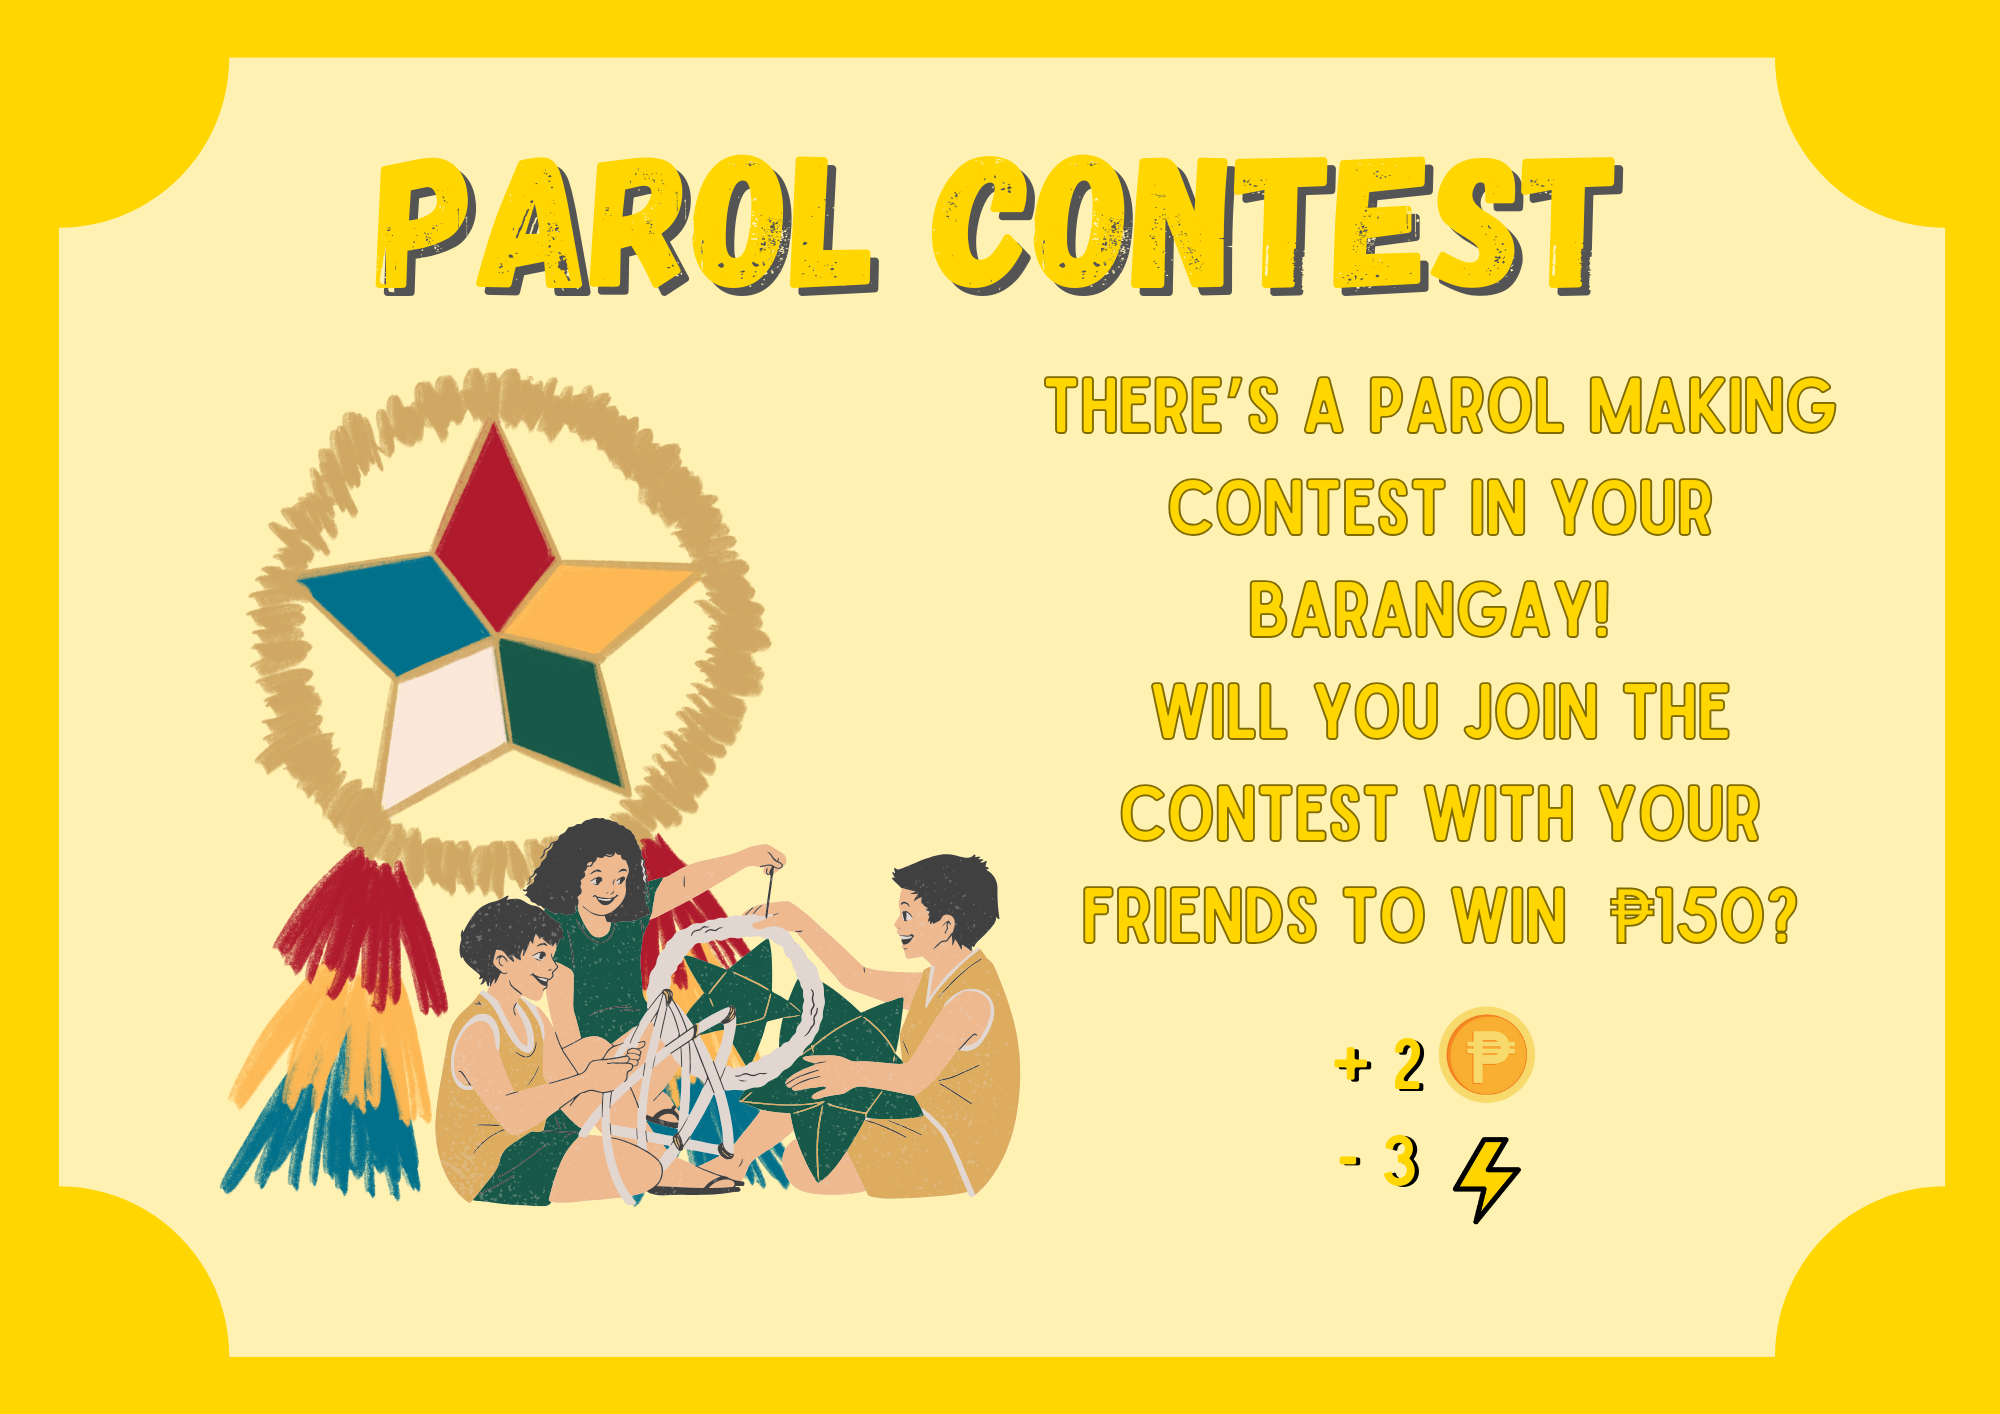 PAROL CONTEST
THERE'S A PAROL MAKING
CONTEST IN YOUR
BARANGAY!
WILL YOU JOIN THE
CONTEST WITH YOUR
FRIENDS TO WIN ₱150?
+ 2 ₱
- 3